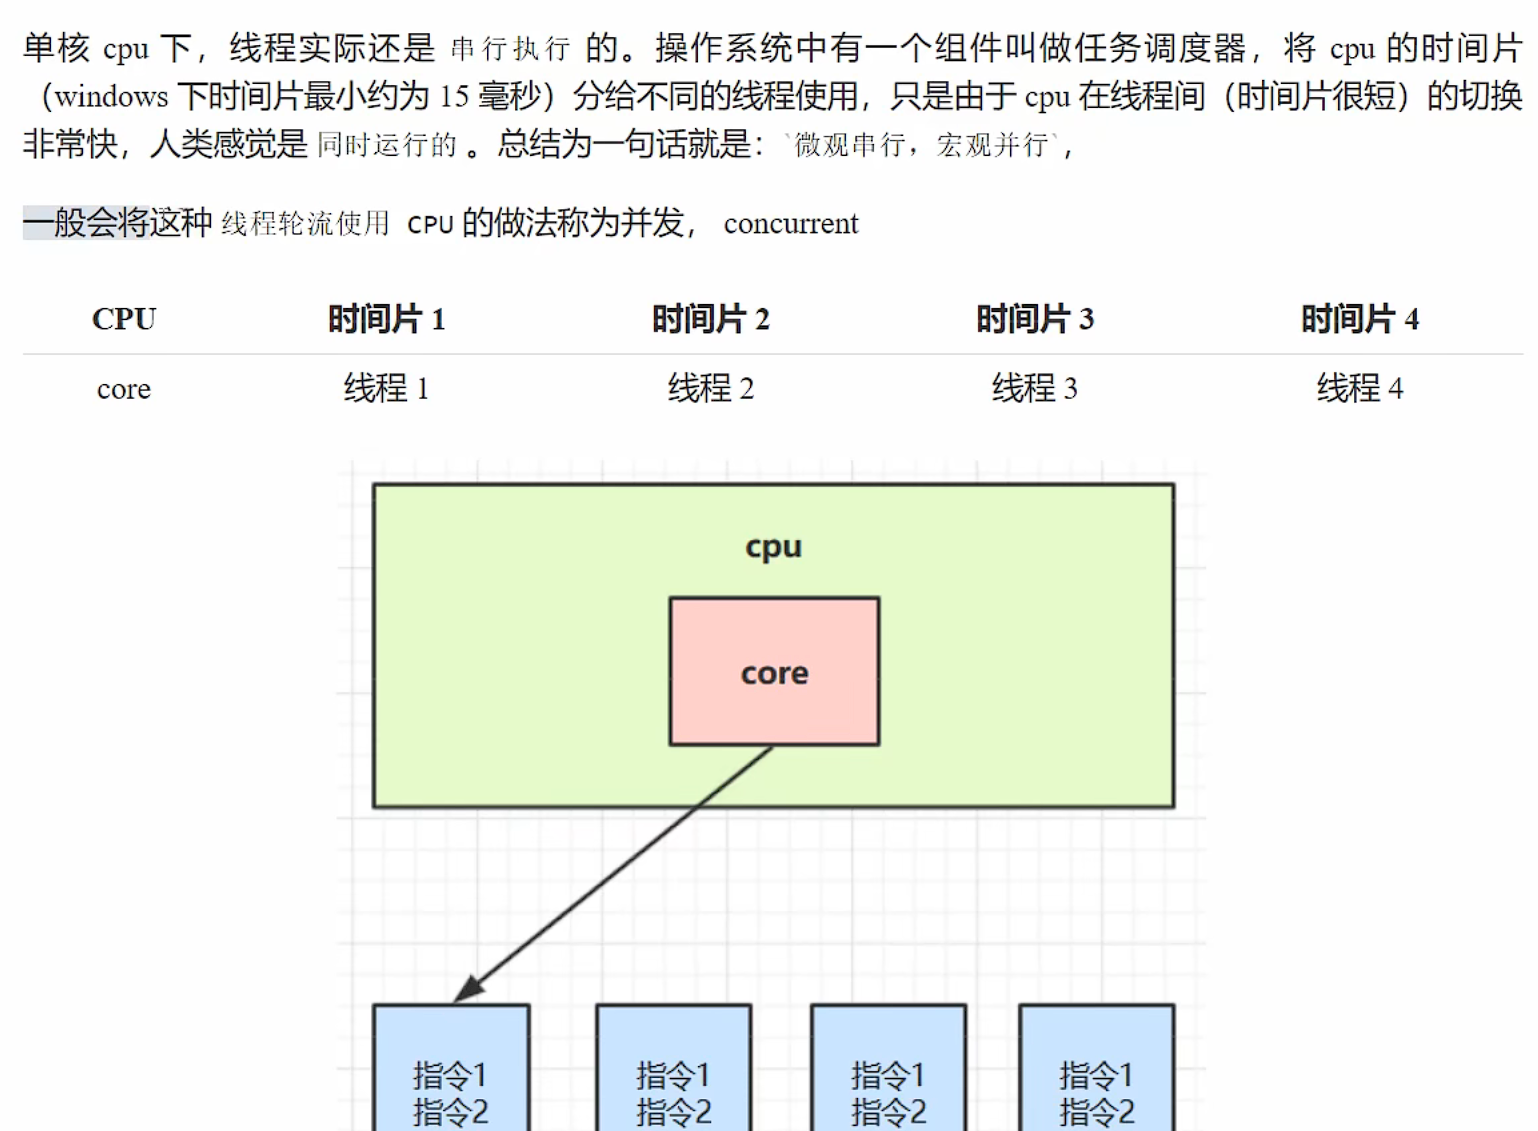 单核 cpu 下，线程实际还是 串行执行 的。操作系统中有一个组件叫做任务调度器，将 cpu 的时间片
（windows 下时间片最小约为 15 毫秒）分给不同的线程使用，只是由于 cpu 在线程间（时间片很短）的切换
非常快，人类感觉是 同时运行的 。总结为一句话就是：`微观串行，宏观并行`，
一般会将这种 线程轮流使用 CPU 的做法称为并发， concurrent
CPU 时间片 1 时间片 2 时间片 3 时间片 4
core 线程 1 线程 2 线程 3 线程 4
cpu
core
指令1 指令1 指令1 指令1
指令2 指令2 指令2 指令2